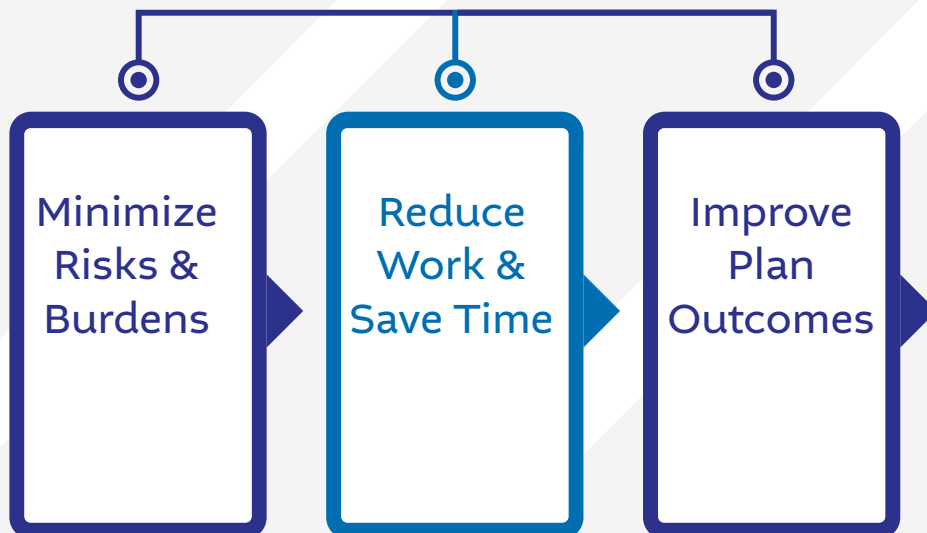 Minimize
Risks &
Burdens
Reduce
Work &
Save Time
Improve
Plan
Outcomes